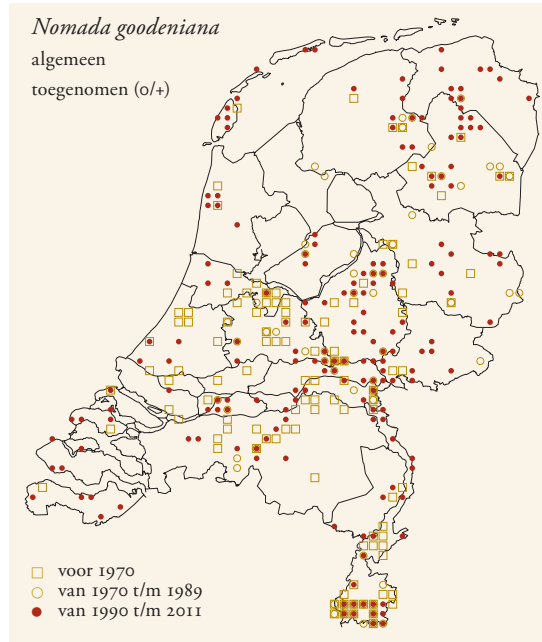 Nomada goodeniana
algemeen
toegenomen (0/+)
voor 1970
van 1970 t/m 1989
van 1990 t/m 2011